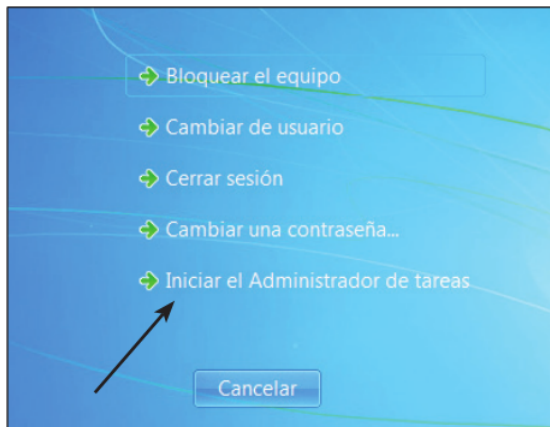 Bloquear el equipo
Cambiar de usuario
Cerrar sesión
Cambiar una contraseña...
Iniciar el Administrador de tareas
Cancelar